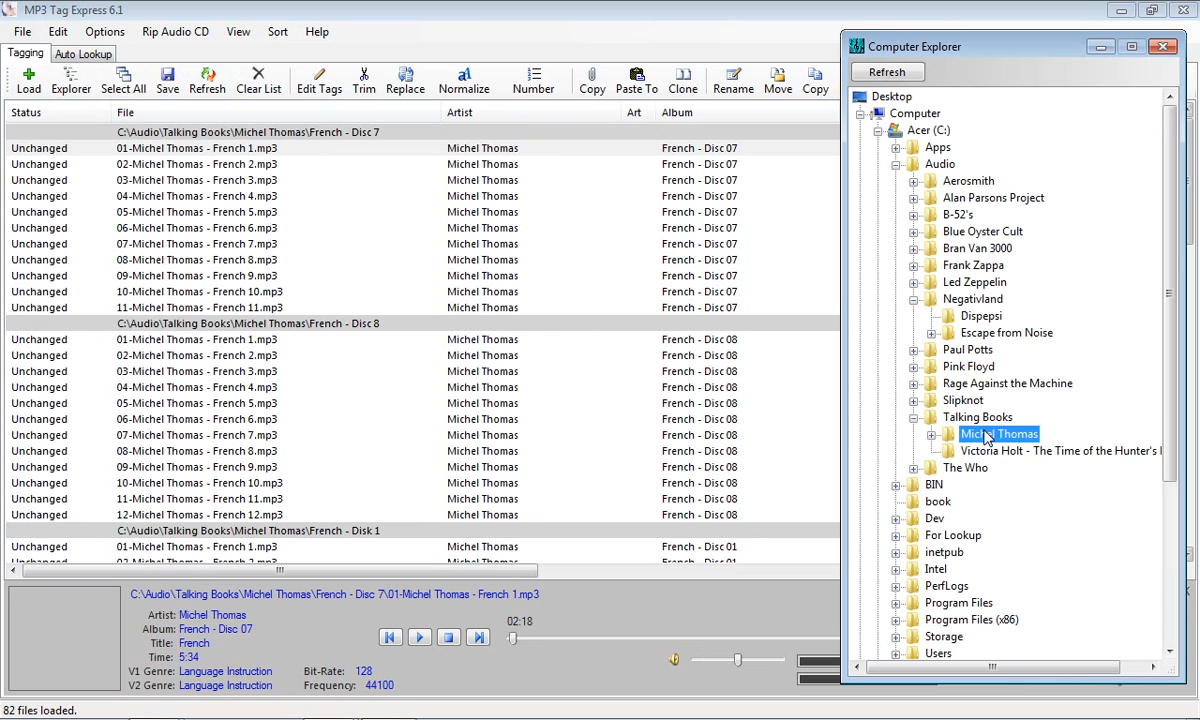 MP3 Tag Express 6.1
File Edit Options Rip Audio CD View Sort Help
Tagging Auto Lookup
Load Explorer Select All Save Refresh Clear List Edit Tags Trim Replace Normalize Number Copy Paste To Clone Rename Move Copy
Status File Artist Art Album
C:\Audio\Talking Books\Michel Thomas\French - Disc 7
Unchanged 01-Michel Thomas - French 1.mp3 Michel Thomas French - Disc 07
Unchanged 02-Michel Thomas - French 2.mp3 Michel Thomas French - Disc 07
Unchanged 03-Michel Thomas - French 3.mp3 Michel Thomas French - Disc 07
Unchanged 04-Michel Thomas - French 4.mp3 Michel Thomas French - Disc 07
Unchanged 05-Michel Thomas - French 5.mp3 Michel Thomas French - Disc 07
Unchanged 06-Michel Thomas - French 6.mp3 Michel Thomas French - Disc 07
Unchanged 07-Michel Thomas - French 7.mp3 Michel Thomas French - Disc 07
Unchanged 08-Michel Thomas - French 8.mp3 Michel Thomas French - Disc 07
Unchanged 09-Michel Thomas - French 9.mp3 Michel Thomas French - Disc 07
Unchanged 10-Michel Thomas - French 10.mp3 Michel Thomas French - Disc 07
Unchanged 11-Michel Thomas - French 11.mp3 Michel Thomas French - Disc 07
C:\Audio\Talking Books\Michel Thomas\French - Disc 8
Unchanged 01-Michel Thomas - French 1.mp3 Michel Thomas French - Disc 08
Unchanged 02-Michel Thomas - French 2.mp3 Michel Thomas French - Disc 08
Unchanged 03-Michel Thomas - French 3.mp3 Michel Thomas French - Disc 08
Unchanged 04-Michel Thomas - French 4.mp3 Michel Thomas French - Disc 08
Unchanged 05-Michel Thomas - French 5.mp3 Michel Thomas French - Disc 08
Unchanged 06-Michel Thomas - French 6.mp3 Michel Thomas French - Disc 08
Unchanged 07-Michel Thomas - French 7.mp3 Michel Thomas French - Disc 08
Unchanged 08-Michel Thomas - French 8.mp3 Michel Thomas French - Disc 08
Unchanged 09-Michel Thomas - French 9.mp3 Michel Thomas French - Disc 08
Unchanged 10-Michel Thomas - French 10.mp3 Michel Thomas French - Disc 08
Unchanged 11-Michel Thomas - French 11.mp3 Michel Thomas French - Disc 08
Unchanged 12-Michel Thomas - French 12.mp3 Michel Thomas French - Disc 08
C:\Audio\Talking Books\Michel Thomas\French - Disk 1
Unchanged 01-Michel Thomas - French 1.mp3 Michel Thomas French - Disc 01
Unchanged 02-Michel Thomas - French 2.mp3 Michel Thomas French - Disc 01
C:\Audio\Talking Books\Michel Thomas\French - Disc 7\01-Michel Thomas - French 1.mp3
Artist: Michel Thomas
Album: French - Disc 07
Title: French
Time: 5:34
V1 Genre: Language Instruction Bit-Rate: 128
V2 Genre: Language Instruction Frequency: 44100
02:18
82 files loaded.
Computer Explorer
Refresh
Desktop
Computer
Acer (C:)
Apps
Audio
Aerosmith
Alan Parsons Project
B-52's
Blue Oyster Cult
Bran Van 3000
Frank Zappa
Led Zeppelin
Negativland
Dispepsi
Escape from Noise
Paul Potts
Pink Floyd
Rage Against the Machine
Slipknot
Talking Books
Michel Thomas
Victoria Holt - The Time of the Hunter's
The Who
BIN
book
Dev
For Lookup
inetpub
Intel
PerfLogs
Program Files
Program Files (x86)
Storage
Users